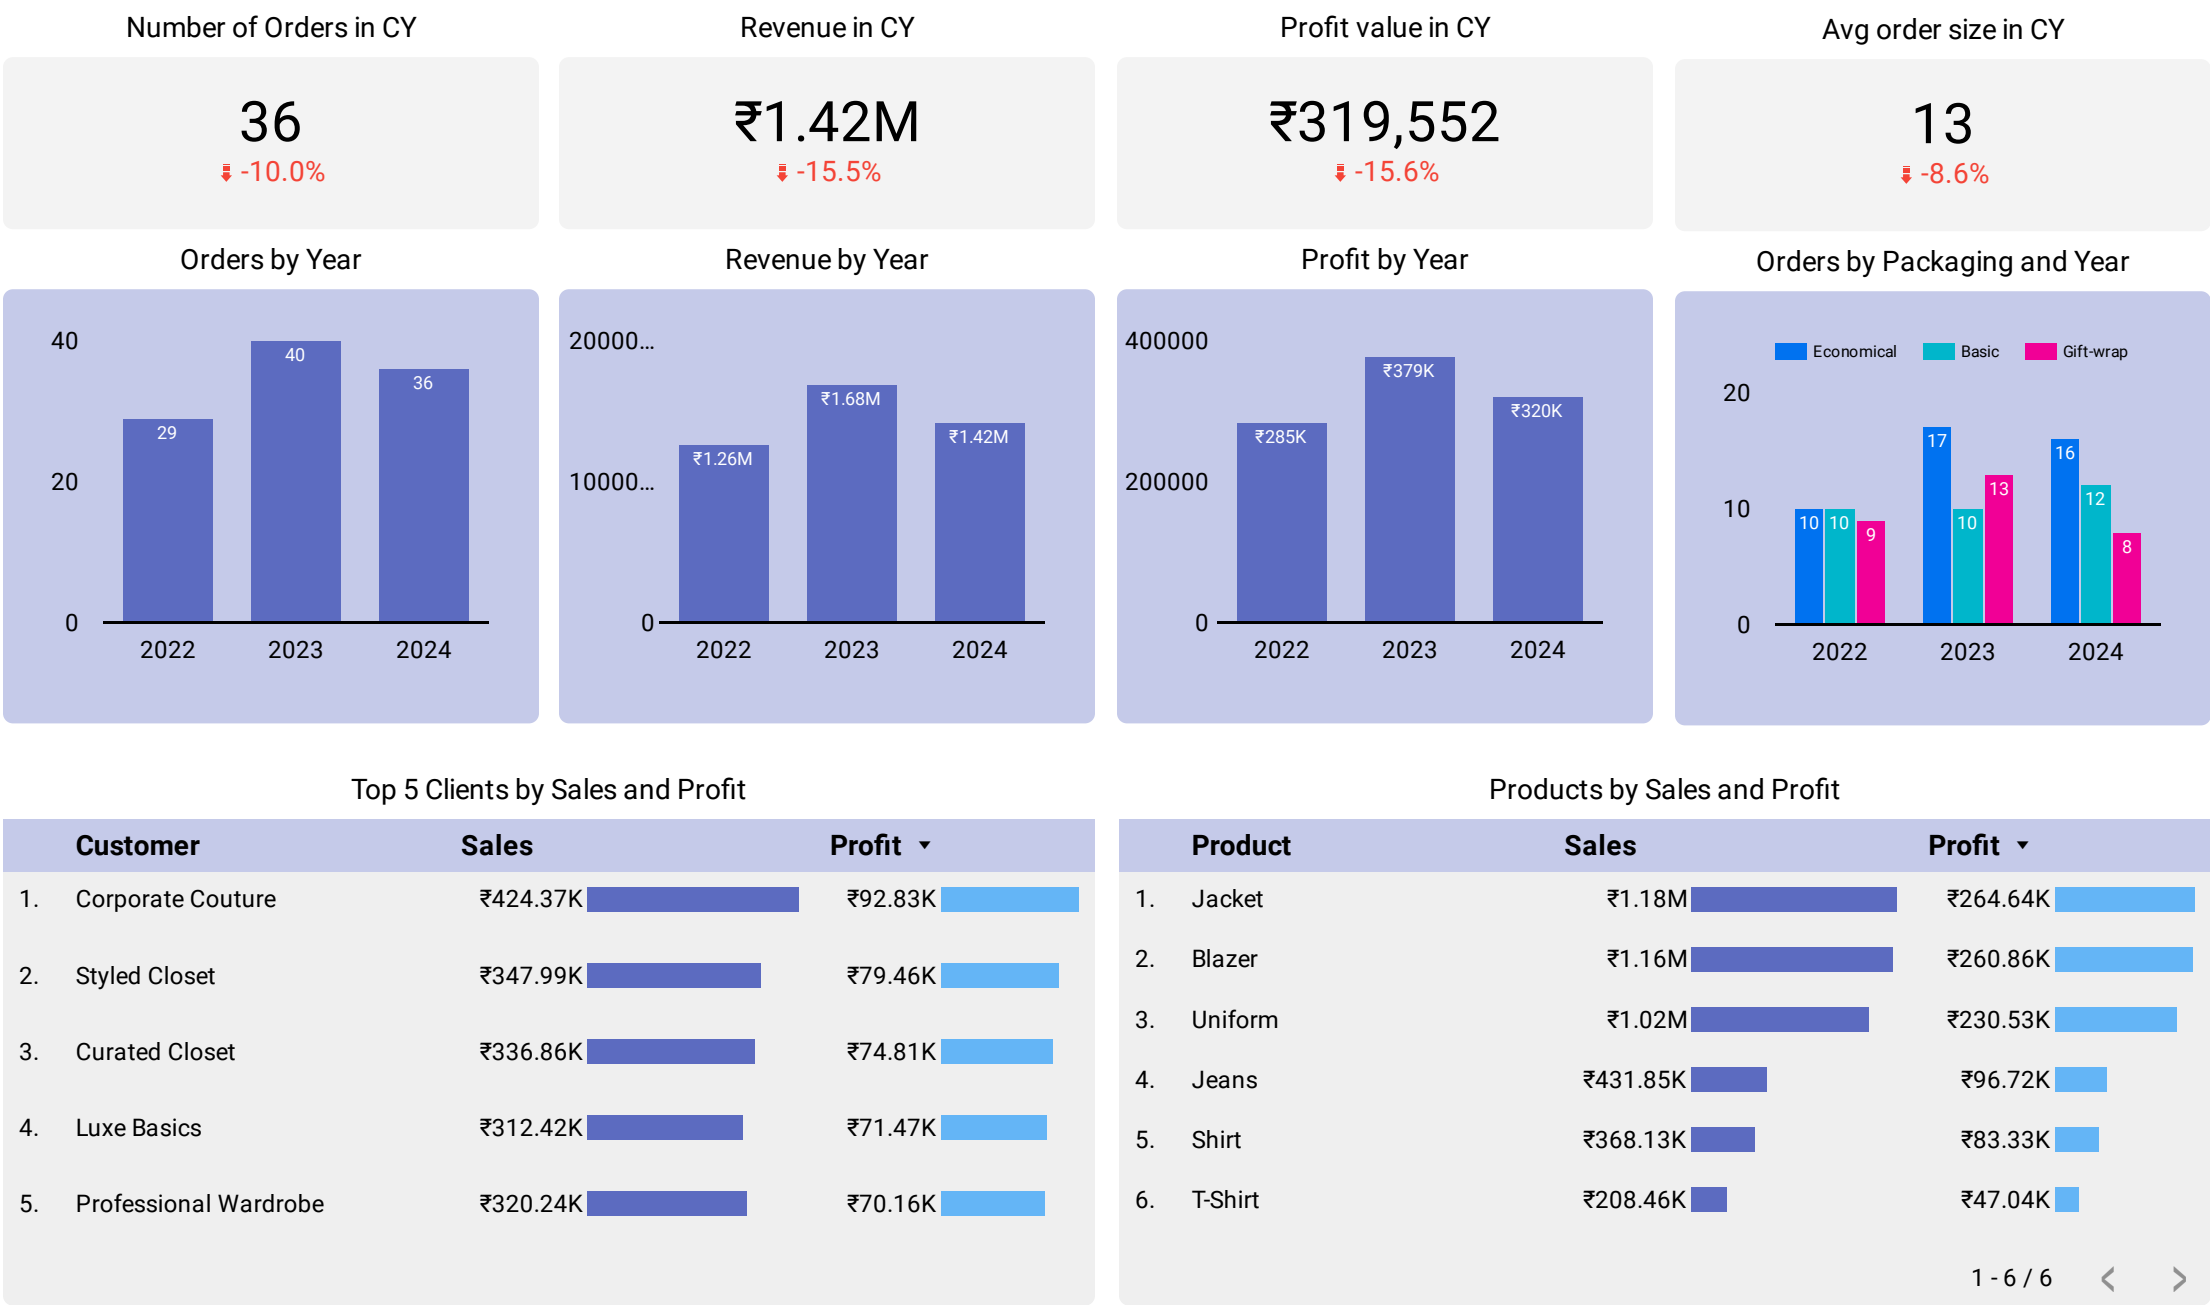 Number of Orders in CY
36
-10.0%
Revenue in CY
₹1.42M
-15.5%
Profit value in CY
₹319,552
-15.6%
Avg order size in CY
13
-8.6%
Orders by Year
40
20
0
29
40
36
2022 2023 2024
Revenue by Year
20000...
10000...
0
₹1.26M
₹1.68M
₹1.42M
2022 2023 2024
Profit by Year
400000
200000
0
₹285K
₹379K
₹320K
2022 2023 2024
Orders by Packaging and Year
Economical Basic Gift-wrap
20
10
0
10 10 9
17 10 13
16 12 8
2022 2023 2024
Top 5 Clients by Sales and Profit
Customer Sales Profit
1. Corporate Couture ₹424.37K ₹92.83K
2. Styled Closet ₹347.99K ₹79.46K
3. Curated Closet ₹336.86K ₹74.81K
4. Luxe Basics ₹312.42K ₹71.47K
5. Professional Wardrobe ₹320.24K ₹70.16K
Products by Sales and Profit
Product Sales Profit
1. Jacket ₹1.18M ₹264.64K
2. Blazer ₹1.16M ₹260.86K
3. Uniform ₹1.02M ₹230.53K
4. Jeans ₹431.85K ₹96.72K
5. Shirt ₹368.13K ₹83.33K
6. T-Shirt ₹208.46K ₹47.04K
1 - 6 / 6